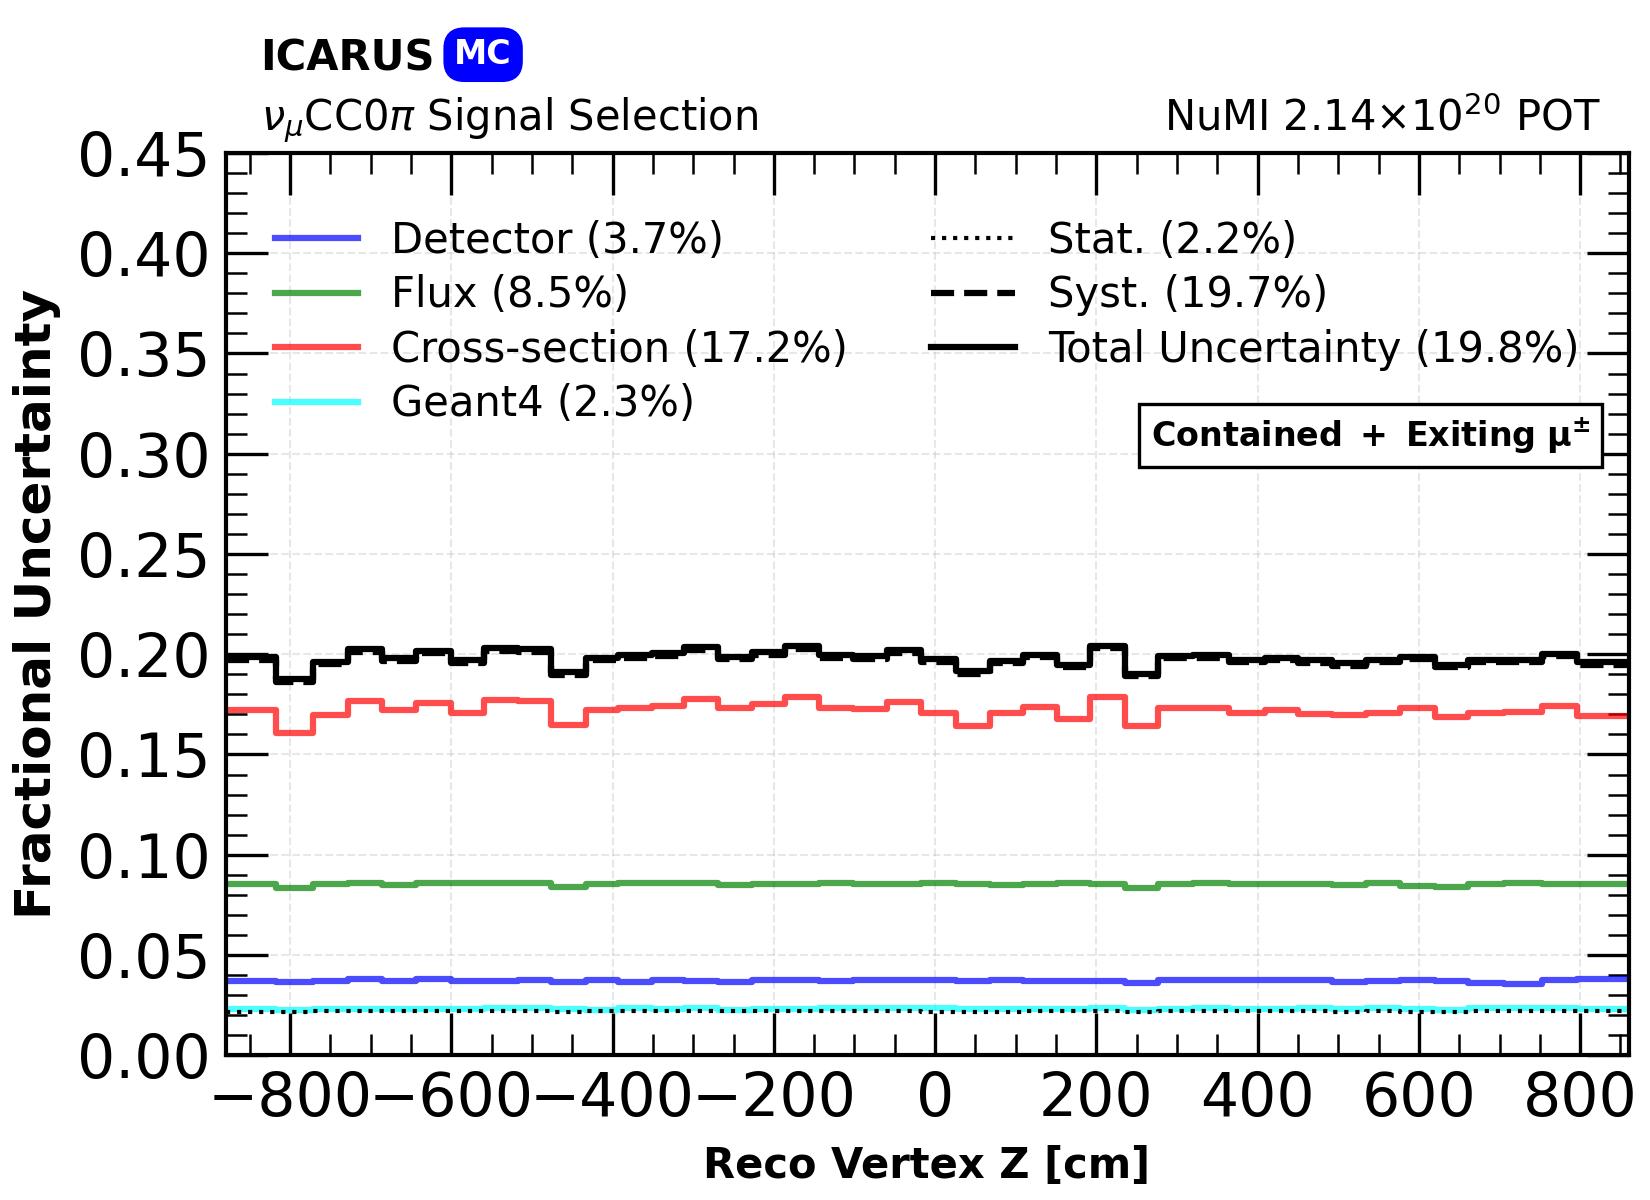 ICARUS MC
νμCC0π Signal Selection NuMI 2.14×10²⁰ POT
0.45
0.40
0.35
0.30
0.25
0.20
0.15
0.10
0.05
0.00
Fractional Uncertainty
Detector (3.7%)
Flux (8.5%)
Cross-section (17.2%)
Geant4 (2.3%)
Stat. (2.2%)
Syst. (19.7%)
Total Uncertainty (19.8%)
Contained + Exiting μ±
−800 −600 −400 −200 0 200 400 600 800
Reco Vertex Z [cm]